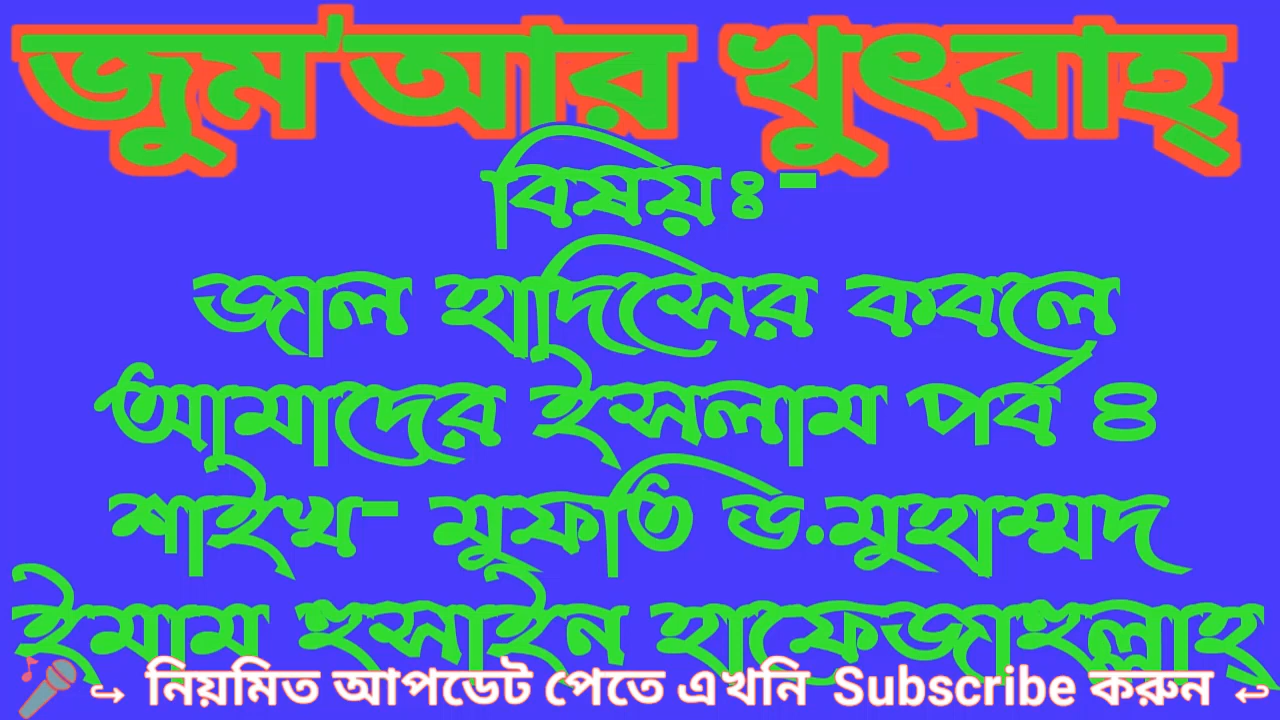 জুম'আর খুৎবাহ্
বিষয়ঃ-
জাল হাদিসের কবলে
আমাদের ইসলাম পর্ব ৪
শাইখ- মুফতি ড.মুহাম্মদ
ইমাম হুসাইন হাফেজাহুল্লাহ্
নিয়মিত আপডেট পেতে এখনি Subscribe করুন